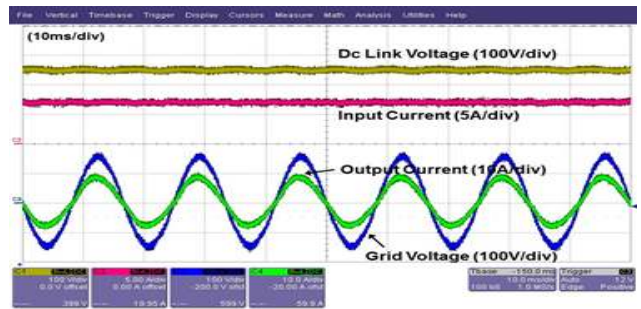 File Vertical Timebase Trigger Display Cursors Measure Math Analysis Utilities Help
(10ms/div)
Dc Link Voltage (100V/div)
Input Current (5A/div)
Output Current (10A/div)
Grid Voltage (100V/div)
100 V/div
0.0 V offset
399 V
5.00 A/div
0.00 A offset
19.95 A
100 V/div
-200.0 V ofst
599 V
C4
10.0 A/div
-20.00 A ofst
59.9 A
Tbase -150.0 ms
10.0 ms/div
100 kS 1.0 MS/s
Trigger
Auto 12 V
Edge Positive